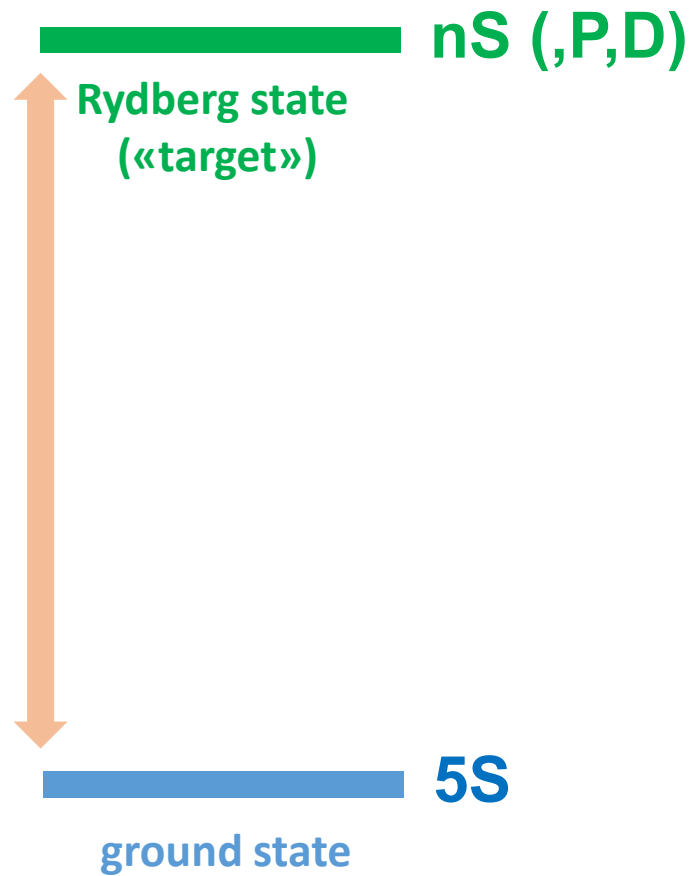 nS (,P,D)
Rydberg state
(«target»)
5S
ground state